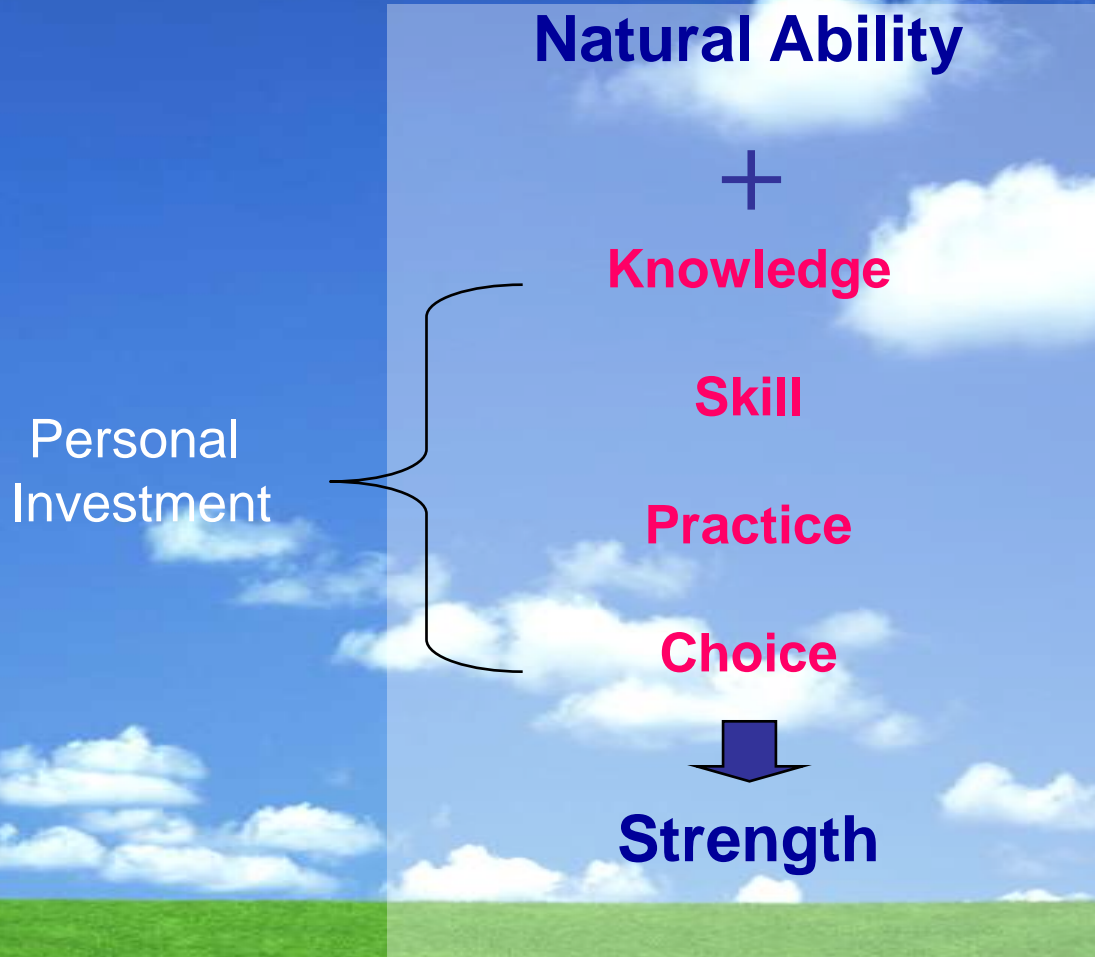 Natural Ability
+
Knowledge
Skill
Practice
Choice
Personal
Investment
Strength